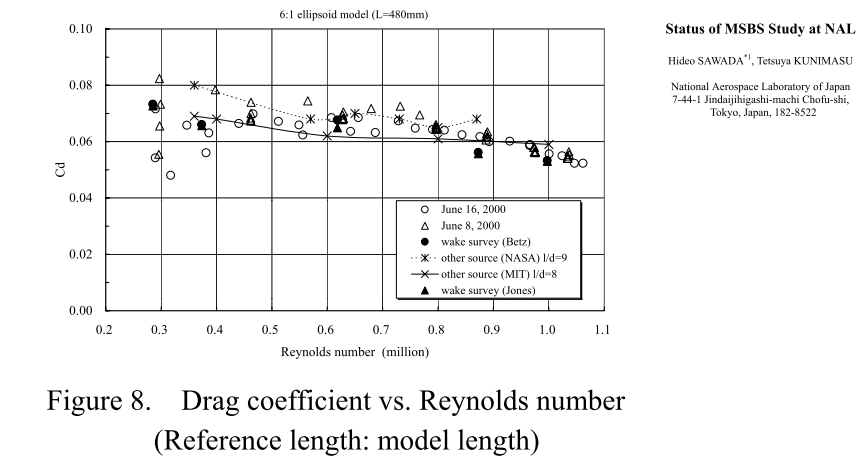 6:1 ellipsoid model (L=480mm)
0.10
0.08
0.06
0.04
0.02
0.00
Cd
0.2 0.3 0.4 0.5 0.6 0.7 0.8 0.9 1.0 1.1
Reynolds number (million)
June 16, 2000
June 8, 2000
wake survey (Betz)
other source (NASA) l/d=9
other source (MIT) l/d=8
wake survey (Jones)
Figure 8. Drag coefficient vs. Reynolds number
(Reference length: model length)
Status of MSBS Study at NAL
Hideo SAWADA*1, Tetsuya KUNIMASU
National Aerospace Laboratory of Japan
7-44-1 Jindaijihigashi-machi Chofu-shi,
Tokyo, Japan, 182-8522